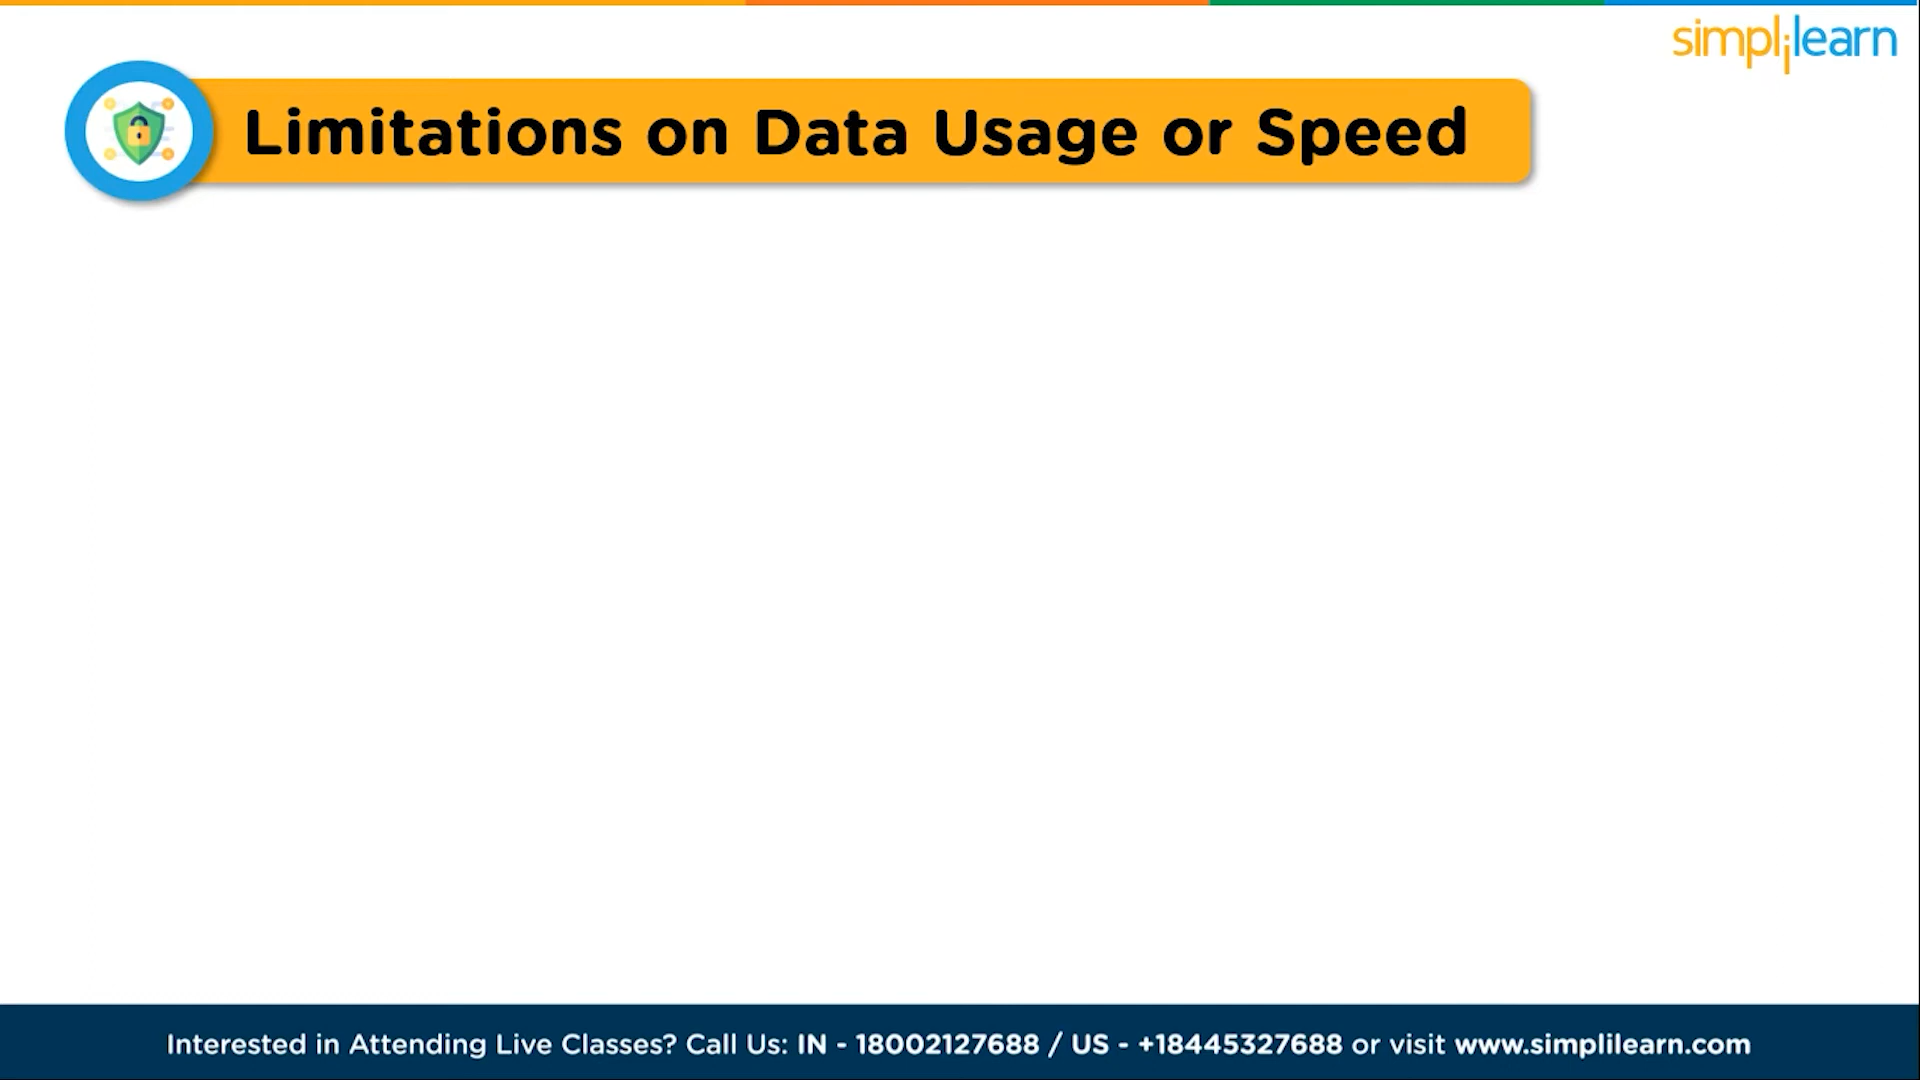 simplilearn
Limitations on Data Usage or Speed
Interested in Attending Live Classes? Call Us: IN - 18002127688 / US - +18445327688 or visit www.simplilearn.com